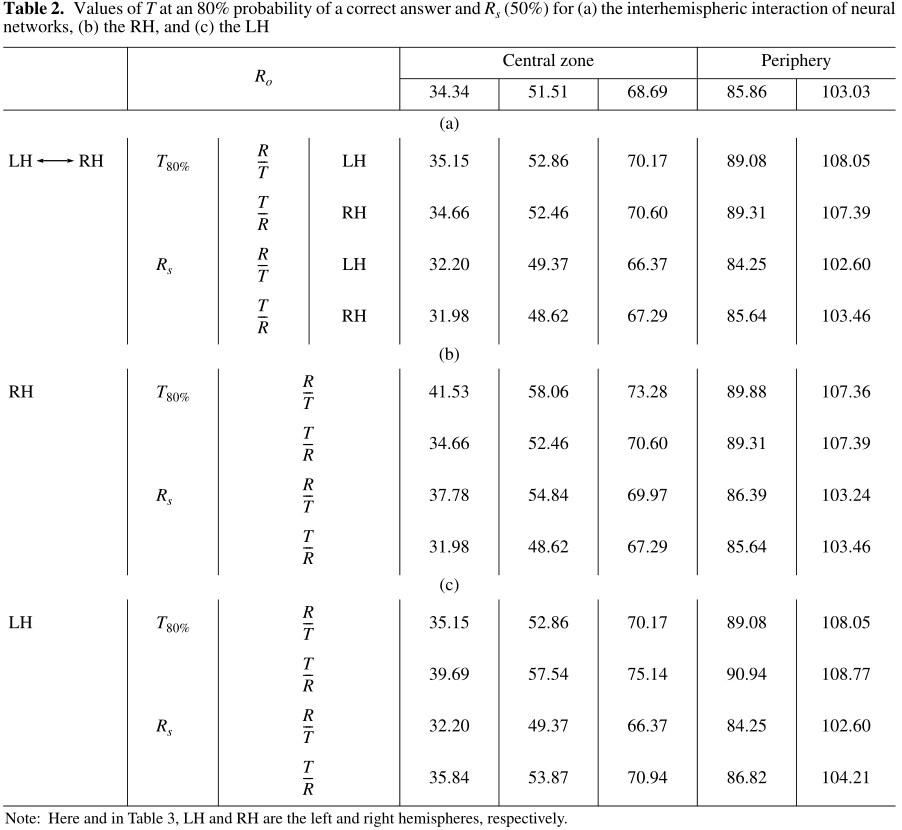 Table 2. Values of T at an 80% probability of a correct answer and Rs (50%) for (a) the interhemispheric interaction of neural
networks, (b) the RH, and (c) the LH
Ro Central zone Periphery
34.34 51.51 68.69 85.86 103.03
(a)
LH ⟷ RH T80% R/T LH 35.15 52.86 70.17 89.08 108.05
T/R RH 34.66 52.46 70.60 89.31 107.39
Rs R/T LH 32.20 49.37 66.37 84.25 102.60
T/R RH 31.98 48.62 67.29 85.64 103.46
(b)
RH T80% R/T 41.53 58.06 73.28 89.88 107.36
T/R 34.66 52.46 70.60 89.31 107.39
Rs R/T 37.78 54.84 69.97 86.39 103.24
T/R 31.98 48.62 67.29 85.64 103.46
(c)
LH T80% R/T 35.15 52.86 70.17 89.08 108.05
T/R 39.69 57.54 75.14 90.94 108.77
Rs R/T 32.20 49.37 66.37 84.25 102.60
T/R 35.84 53.87 70.94 86.82 104.21
Note: Here and in Table 3, LH and RH are the left and right hemispheres, respectively.